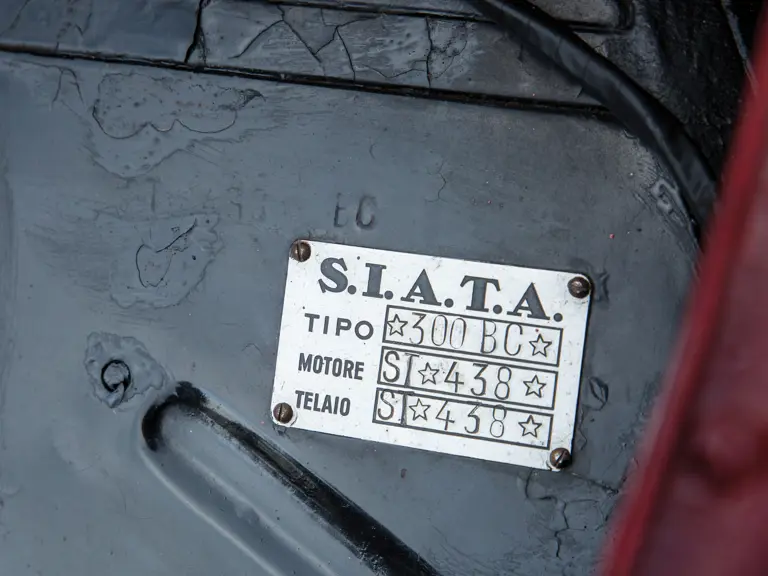 BC
S.I.A.T.A.
TIPO ☆300 BC☆
MOTORE ST☆438☆
TELAIO ST☆438☆